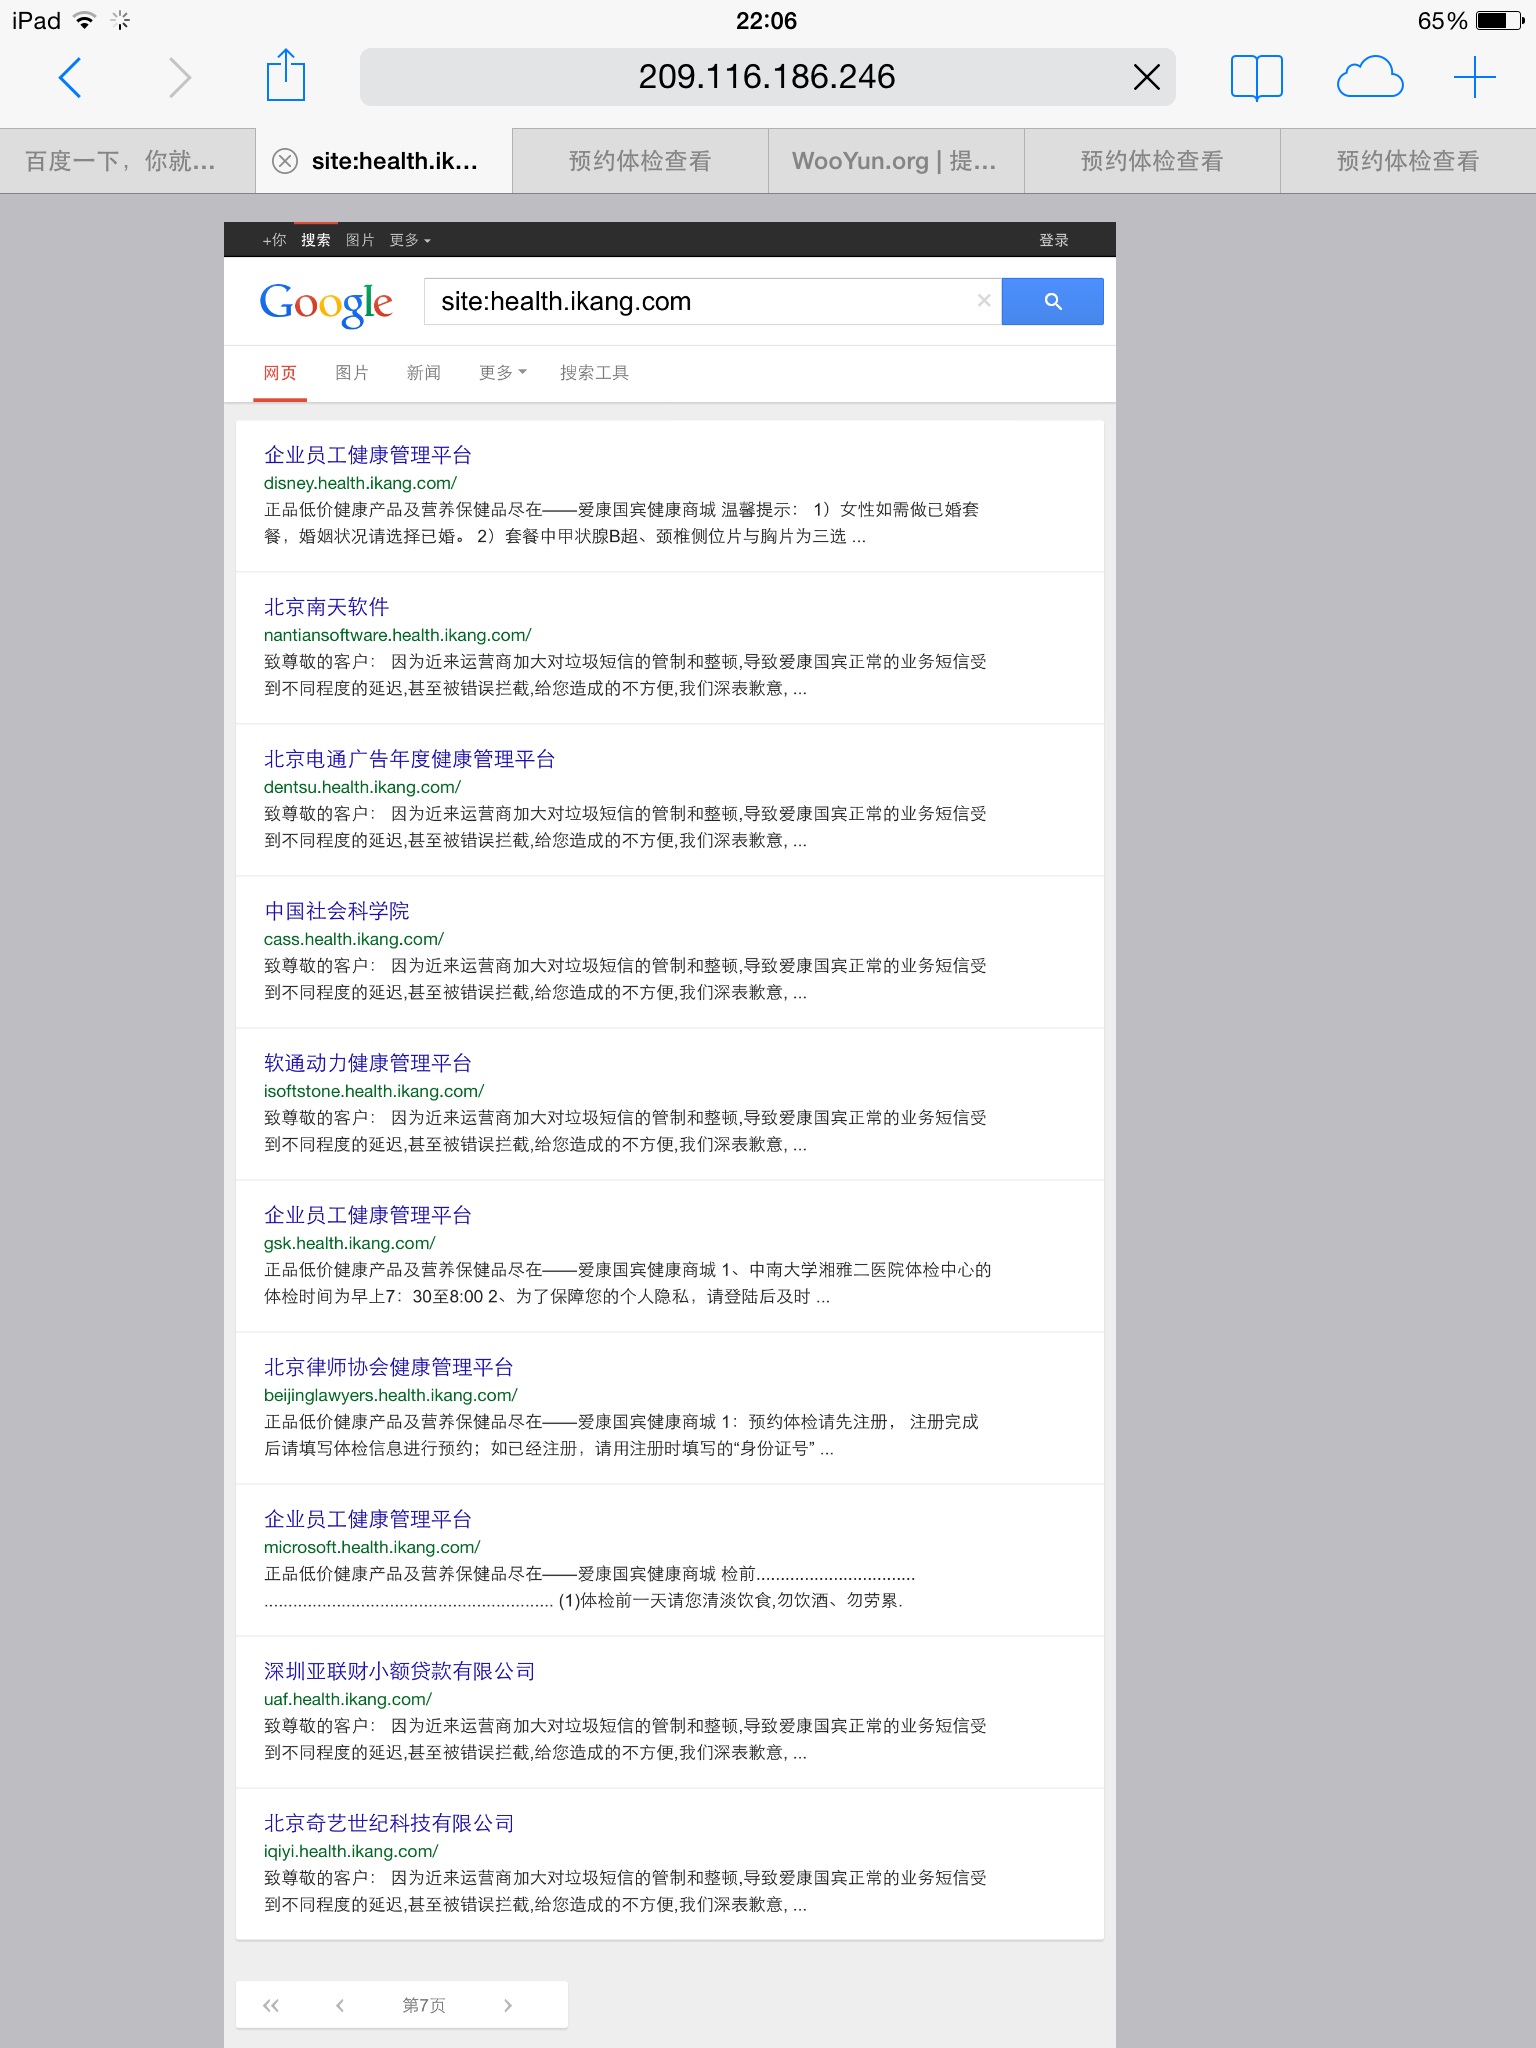 iPad 22:06 65%
209.116.186.246
百度一下，你就... site:health.ik... 预约体检查看 WooYun.org | 提... 预约体检查看 预约体检查看
+你 搜索 图片 更多 登录
Google site:health.ikang.com
网页 图片 新闻 更多 搜索工具
企业员工健康管理平台
disney.health.ikang.com/
正品低价健康产品及营养保健品尽在——爱康国宾健康商城 温馨提示： 1）女性如需做已婚套
餐，婚姻状况请选择已婚。 2）套餐中甲状腺B超、颈椎侧位片与胸片为三选 ...
北京南天软件
nantiansoftware.health.ikang.com/
致尊敬的客户： 因为近来运营商加大对垃圾短信的管制和整顿,导致爱康国宾正常的业务短信受
到不同程度的延迟,甚至被错误拦截,给您造成的不方便,我们深表歉意, ...
北京电通广告年度健康管理平台
dentsu.health.ikang.com/
致尊敬的客户： 因为近来运营商加大对垃圾短信的管制和整顿,导致爱康国宾正常的业务短信受
到不同程度的延迟,甚至被错误拦截,给您造成的不方便,我们深表歉意, ...
中国社会科学院
cass.health.ikang.com/
致尊敬的客户： 因为近来运营商加大对垃圾短信的管制和整顿,导致爱康国宾正常的业务短信受
到不同程度的延迟,甚至被错误拦截,给您造成的不方便,我们深表歉意, ...
软通动力健康管理平台
isoftstone.health.ikang.com/
致尊敬的客户： 因为近来运营商加大对垃圾短信的管制和整顿,导致爱康国宾正常的业务短信受
到不同程度的延迟,甚至被错误拦截,给您造成的不方便,我们深表歉意, ...
企业员工健康管理平台
gsk.health.ikang.com/
正品低价健康产品及营养保健品尽在——爱康国宾健康商城 1、中南大学湘雅二医院体检中心的
体检时间为早上7：30至8:00 2、为了保障您的个人隐私，请登陆后及时 ...
北京律师协会健康管理平台
beijinglawyers.health.ikang.com/
正品低价健康产品及营养保健品尽在——爱康国宾健康商城 1：预约体检请先注册， 注册完成
后请填写体检信息进行预约；如已经注册，请用注册时填写的“身份证号” ...
企业员工健康管理平台
microsoft.health.ikang.com/
正品低价健康产品及营养保健品尽在——爱康国宾健康商城 检前.................................
............................................................ (1)体检前一天请您清淡饮食,勿饮酒、勿劳累.
深圳亚联财小额贷款有限公司
uaf.health.ikang.com/
致尊敬的客户： 因为近来运营商加大对垃圾短信的管制和整顿,导致爱康国宾正常的业务短信受
到不同程度的延迟,甚至被错误拦截,给您造成的不方便,我们深表歉意, ...
北京奇艺世纪科技有限公司
iqiyi.health.ikang.com/
致尊敬的客户： 因为近来运营商加大对垃圾短信的管制和整顿,导致爱康国宾正常的业务短信受
到不同程度的延迟,甚至被错误拦截,给您造成的不方便,我们深表歉意, ...
第7页